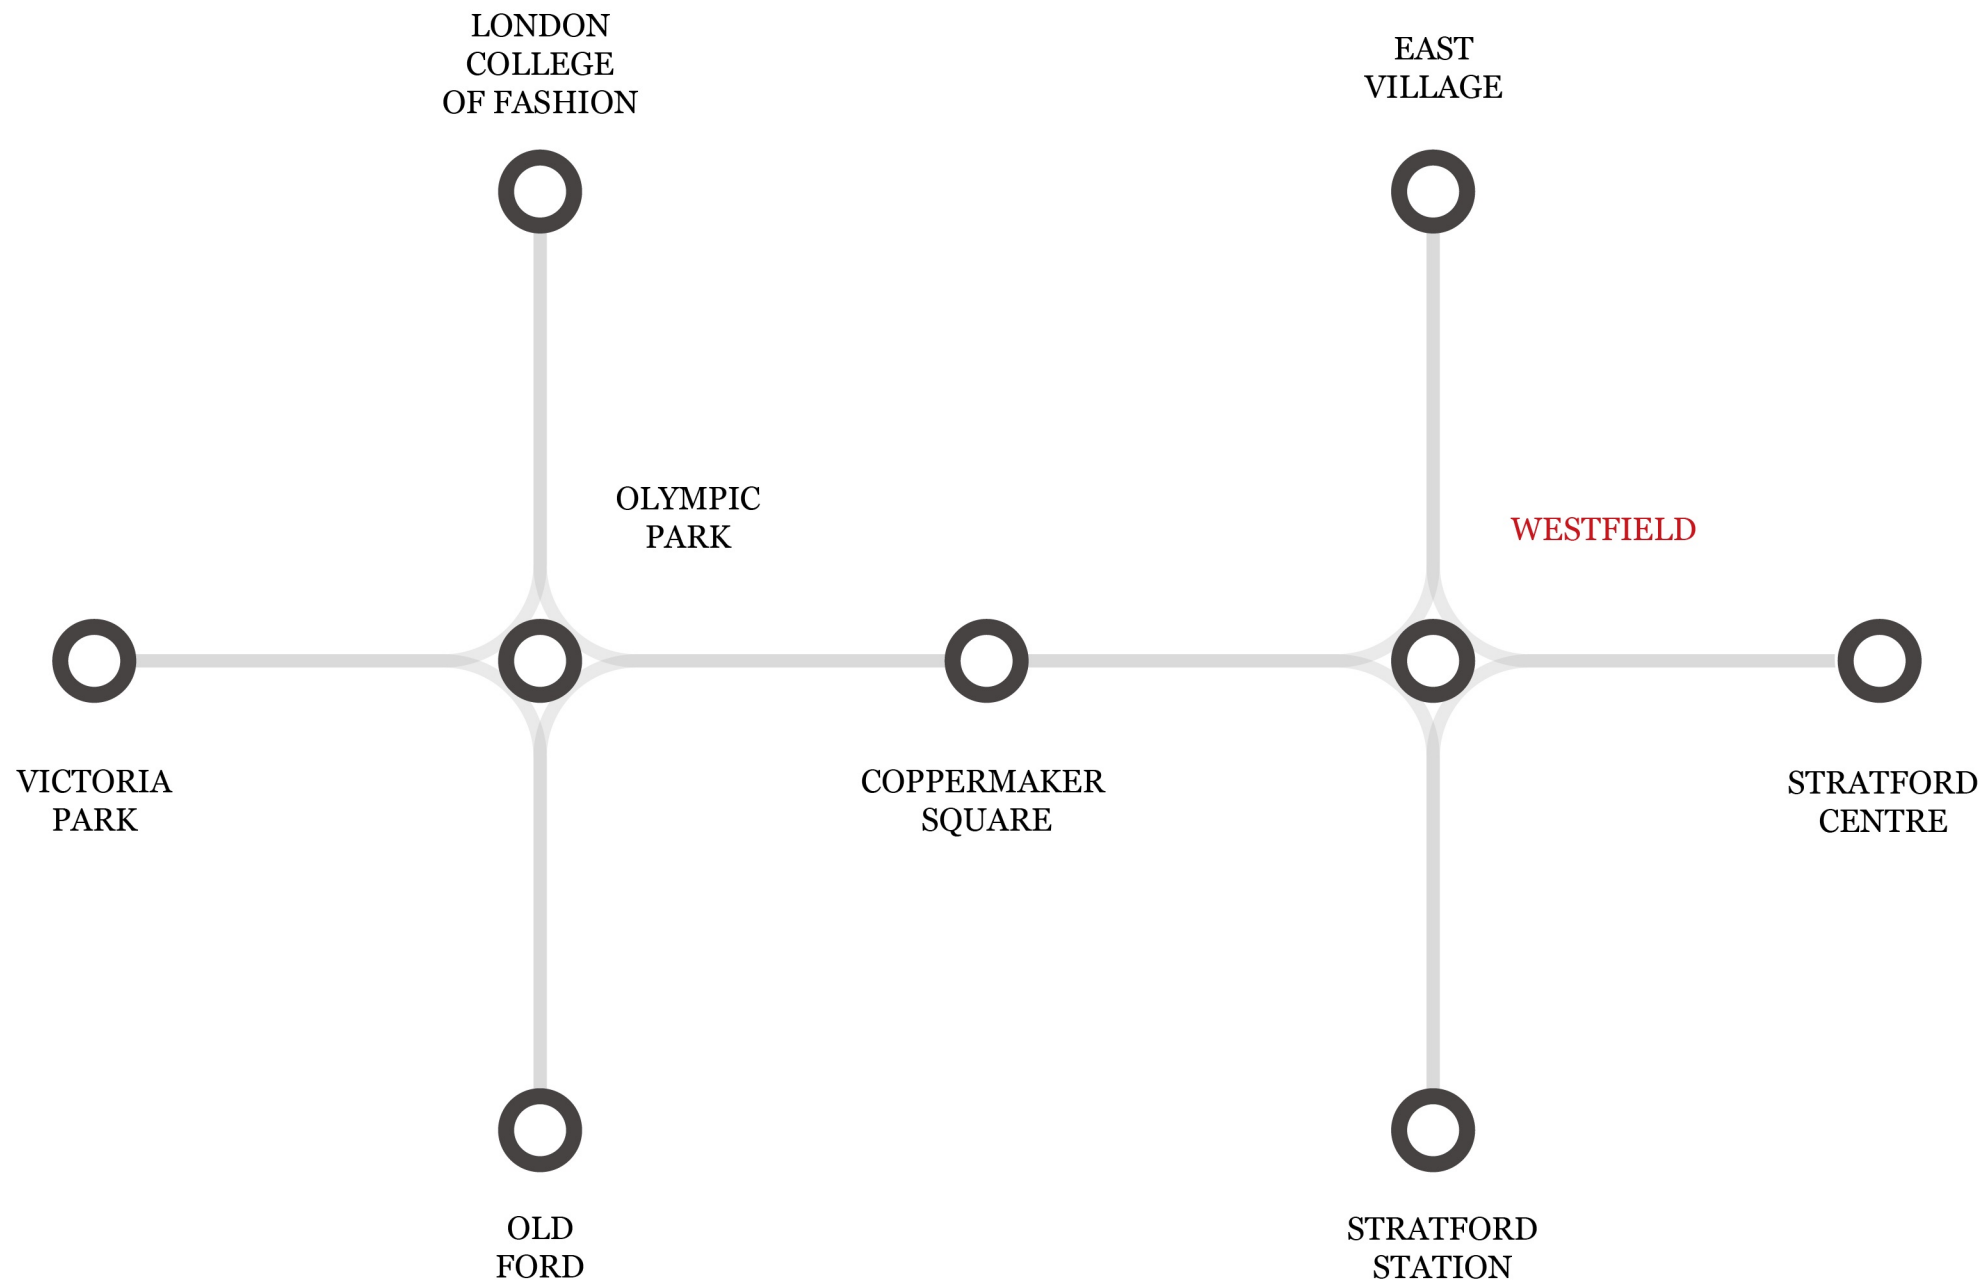 LONDON
COLLEGE
OF FASHION
EAST
VILLAGE
OLYMPIC
PARK
WESTFIELD
VICTORIA
PARK
COPPERMAKER
SQUARE
STRATFORD
CENTRE
OLD
FORD
STRATFORD
STATION